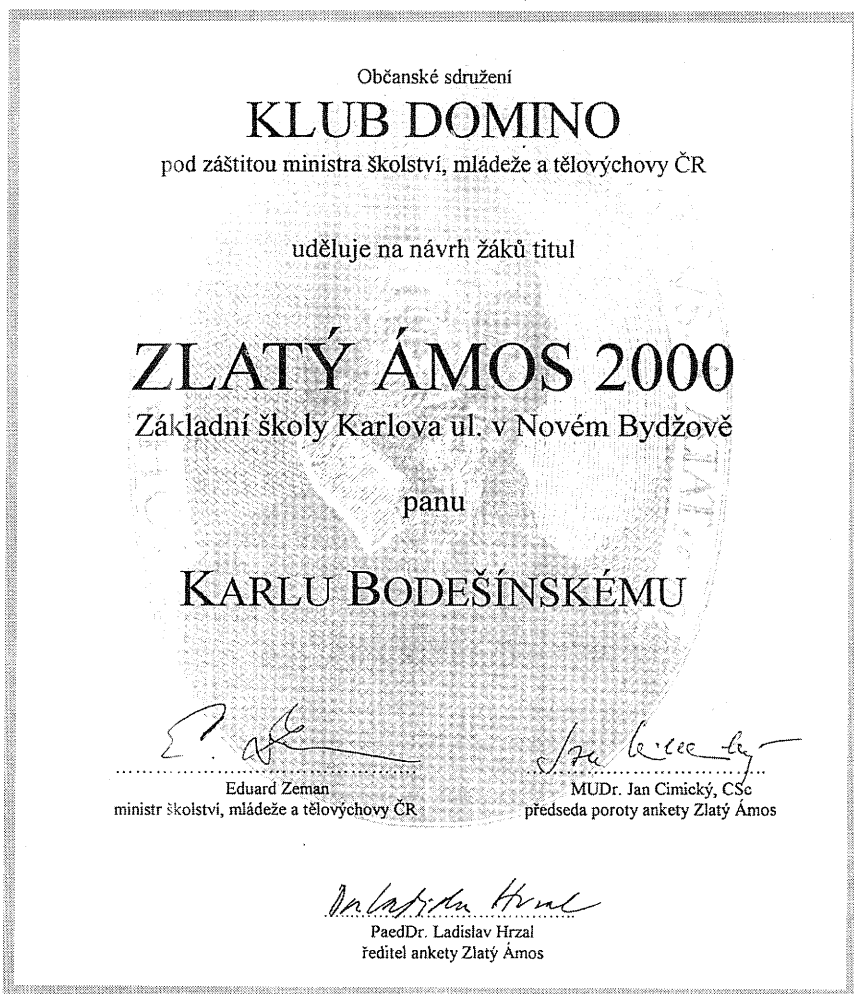 Občanské sdružení
KLUB DOMINO
pod záštitou ministra školství, mládeže a tělovýchovy ČR
uděluje na návrh žáků titul
ZLATÝ ÁMOS 2000
Základní školy Karlova ul. v Novém Bydžově
panu
KARLU BODEŠÍNSKÉMU
Eduard Zeman
ministr školství, mládeže a tělovýchovy ČR
MUDr. Jan Cimický, CSc
předseda poroty ankety Zlatý Ámos
PaedDr. Ladislav Hrzal
ředitel ankety Zlatý Ámos